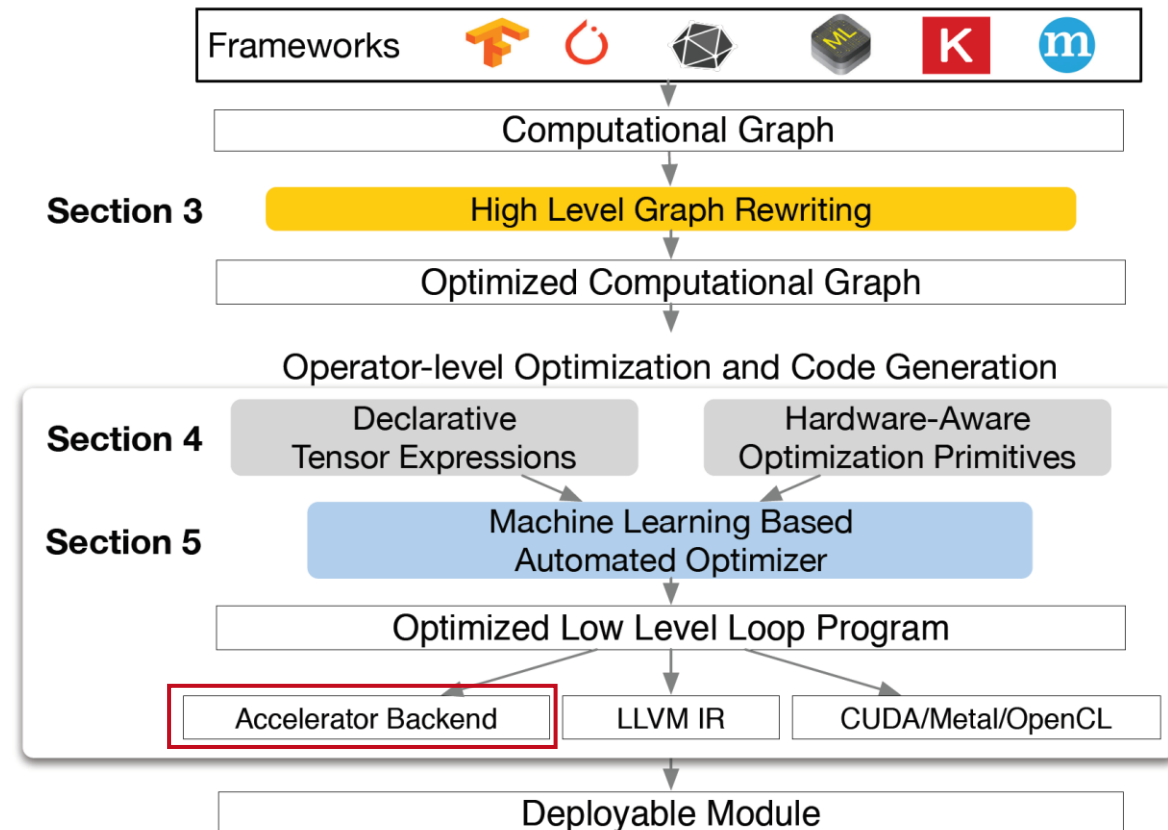 Frameworks ML K m
Computational Graph
Section 3 High Level Graph Rewriting
Optimized Computational Graph
Operator-level Optimization and Code Generation
Section 4
Declarative
Tensor Expressions
Hardware-Aware
Optimization Primitives
Section 5
Machine Learning Based
Automated Optimizer
Optimized Low Level Loop Program
Accelerator Backend LLVM IR CUDA/Metal/OpenCL
Deployable Module